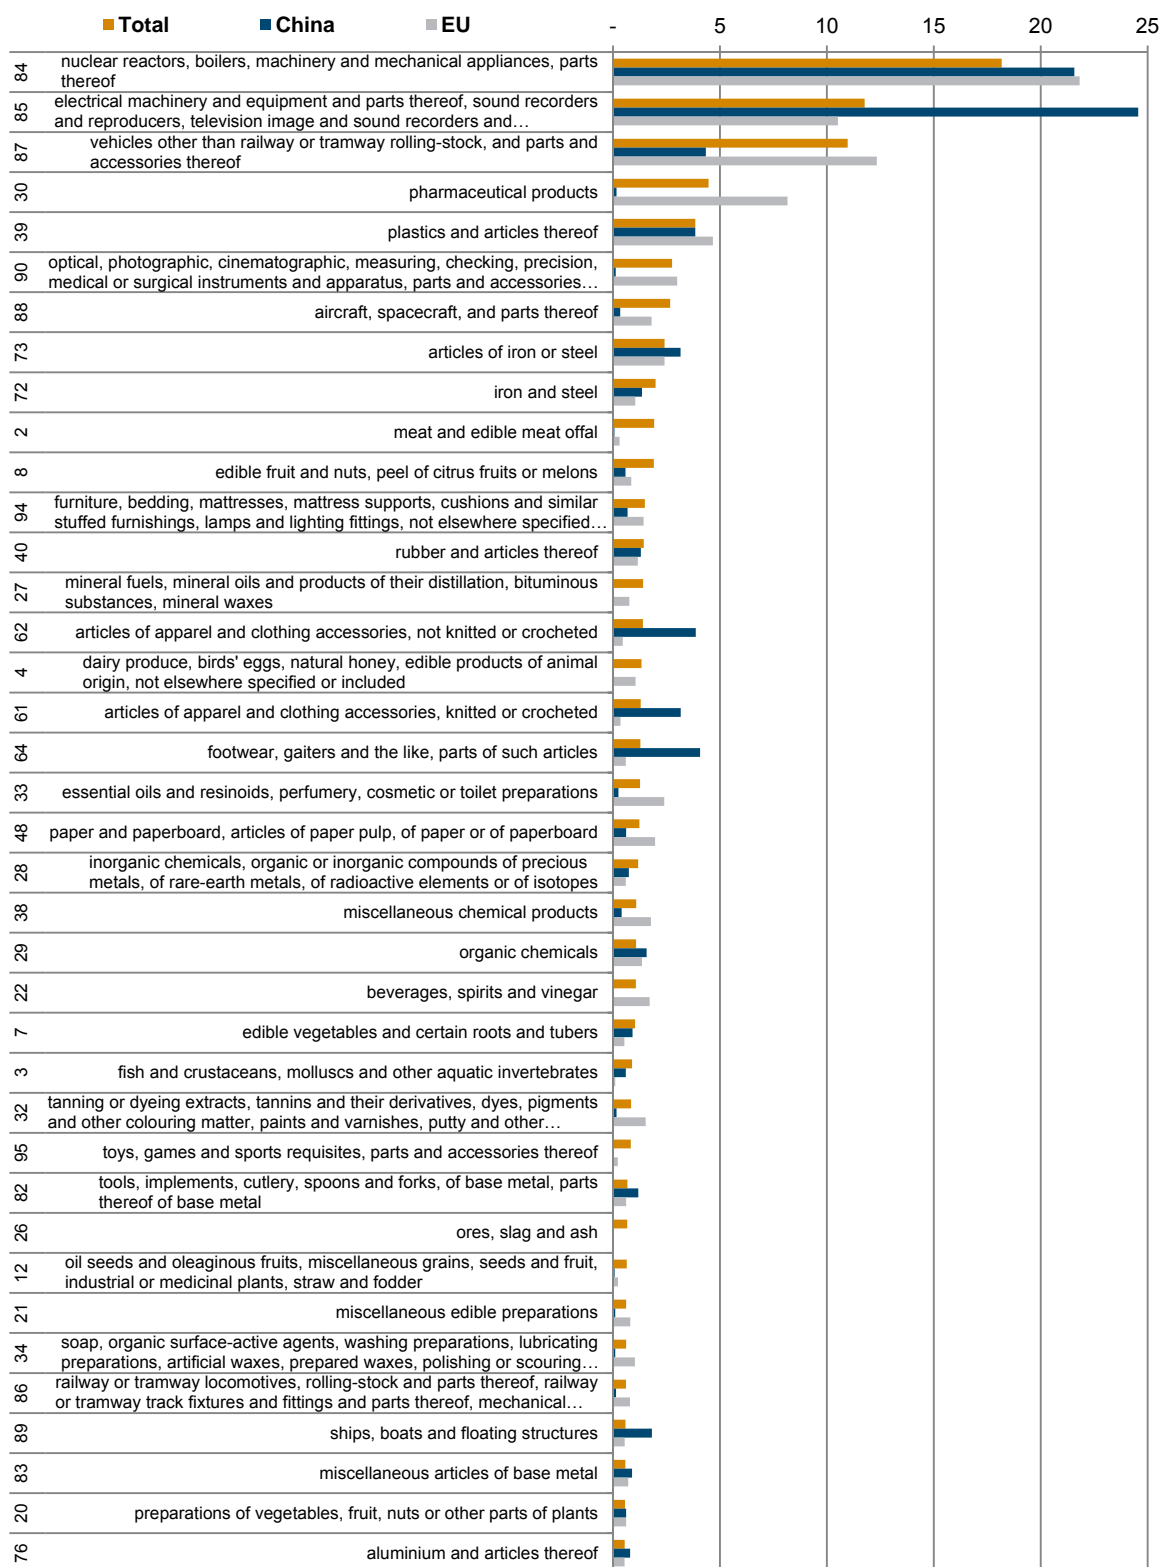 Total China EU - 5 10 15 20 25
84 nuclear reactors, boilers, machinery and mechanical appliances, parts
thereof
85 electrical machinery and equipment and parts thereof, sound recorders
and reproducers, television image and sound recorders and…
87 vehicles other than railway or tramway rolling-stock, and parts and
accessories thereof
30 pharmaceutical products
39 plastics and articles thereof
90 optical, photographic, cinematographic, measuring, checking, precision,
medical or surgical instruments and apparatus, parts and accessories…
88 aircraft, spacecraft, and parts thereof
73 articles of iron or steel
72 iron and steel
2 meat and edible meat offal
8 edible fruit and nuts, peel of citrus fruits or melons
94 furniture, bedding, mattresses, mattress supports, cushions and similar
stuffed furnishings, lamps and lighting fittings, not elsewhere specified…
40 rubber and articles thereof
27 mineral fuels, mineral oils and products of their distillation, bituminous
substances, mineral waxes
62 articles of apparel and clothing accessories, not knitted or crocheted
4 dairy produce, birds' eggs, natural honey, edible products of animal
origin, not elsewhere specified or included
61 articles of apparel and clothing accessories, knitted or crocheted
64 footwear, gaiters and the like, parts of such articles
33 essential oils and resinoids, perfumery, cosmetic or toilet preparations
48 paper and paperboard, articles of paper pulp, of paper or of paperboard
28 inorganic chemicals, organic or inorganic compounds of precious
metals, of rare-earth metals, of radioactive elements or of isotopes
38 miscellaneous chemical products
29 organic chemicals
22 beverages, spirits and vinegar
7 edible vegetables and certain roots and tubers
3 fish and crustaceans, molluscs and other aquatic invertebrates
32 tanning or dyeing extracts, tannins and their derivatives, dyes, pigments
and other colouring matter, paints and varnishes, putty and other…
95 toys, games and sports requisites, parts and accessories thereof
82 tools, implements, cutlery, spoons and forks, of base metal, parts
thereof of base metal
26 ores, slag and ash
12 oil seeds and oleaginous fruits, miscellaneous grains, seeds and fruit,
industrial or medicinal plants, straw and fodder
21 miscellaneous edible preparations
34 soap, organic surface-active agents, washing preparations, lubricating
preparations, artificial waxes, prepared waxes, polishing or scouring…
86 railway or tramway locomotives, rolling-stock and parts thereof, railway
or tramway track fixtures and fittings and parts thereof, mechanical…
89 ships, boats and floating structures
83 miscellaneous articles of base metal
20 preparations of vegetables, fruit, nuts or other parts of plants
76 aluminium and articles thereof